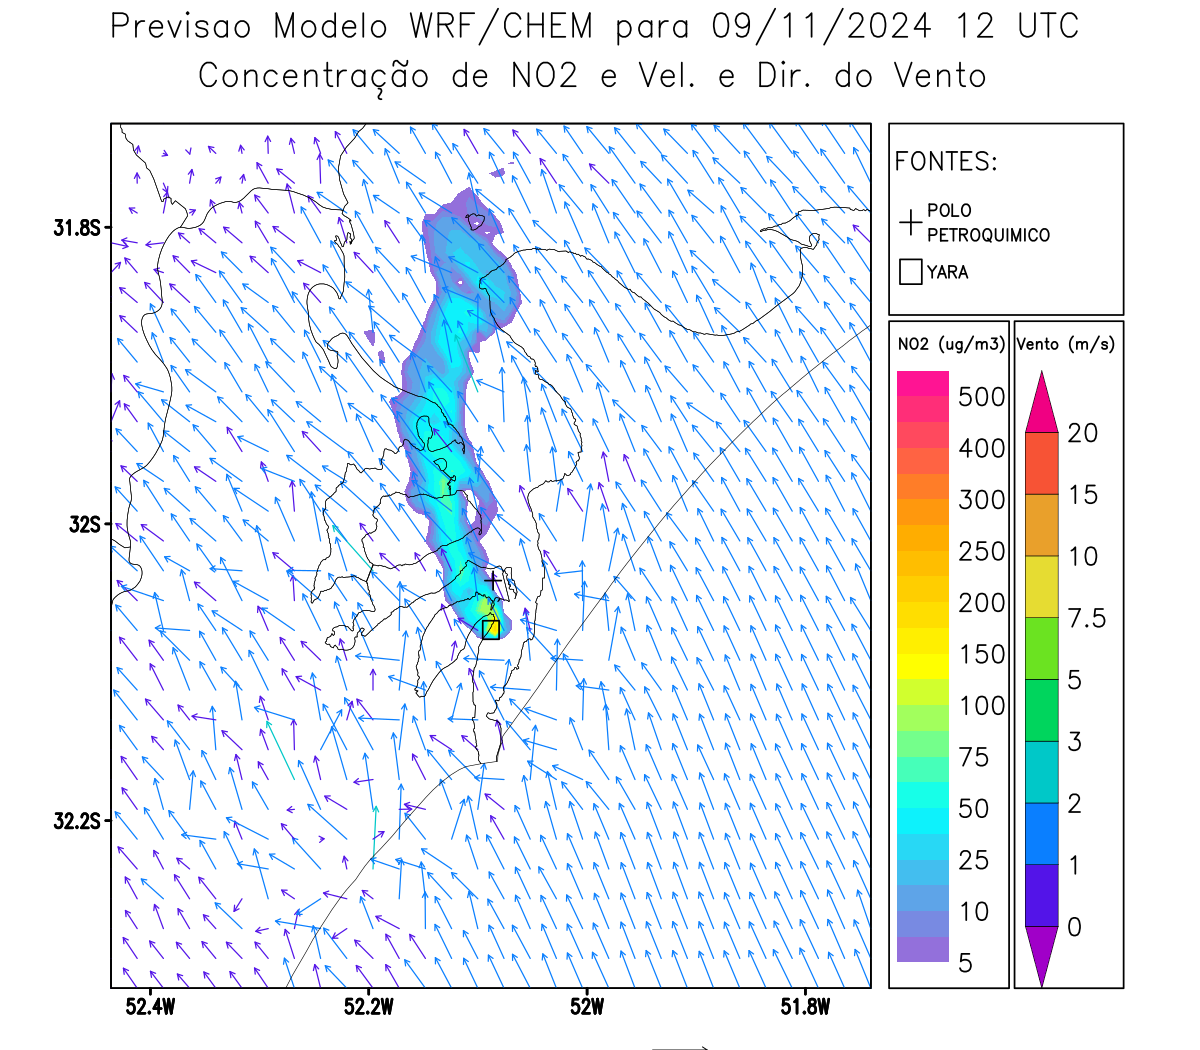 Previsao Modelo WRF/CHEM para 09/11/2024 12 UTC
Concentração de NO2 e Vel. e Dir. do Vento
FONTES:
POLO
PETROQUIMICO
YARA
NO2 (ug/m3)
500
400
300
250
200
150
100
75
50
25
10
5
Vento (m/s)
20
15
10
7.5
5
3
2
1
0
31.8S
32S
32.2S
52.4W
52.2W
52W
51.8W